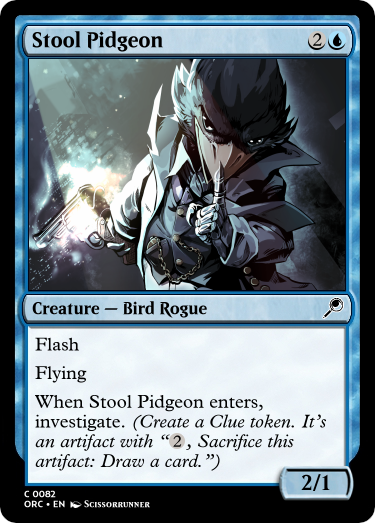 Stool Pidgeon 2
Creature — Bird Rogue
Flash
Flying
When Stool Pidgeon enters,
investigate. (Create a Clue token. It's
an artifact with “2, Sacrifice this
artifact: Draw a card.”)
2/1
C 0082
ORC • EN Scissorrunner